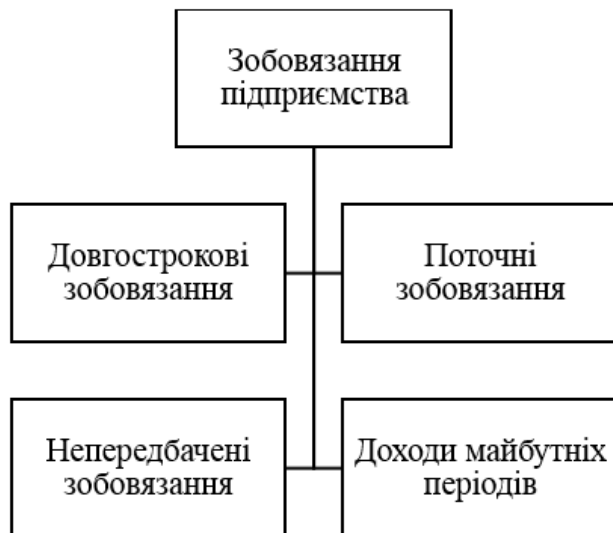 Зобовязання
підприємства
Довгострокові
зобовязання
Поточні
зобовязання
Непередбачені
зобовязання
Доходи майбутніх
періодів